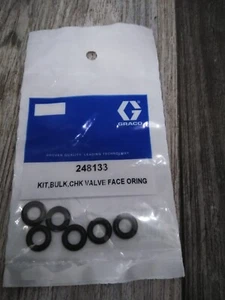 GRACO
248133
KIT,BULK,CHK VALVE FACE ORING